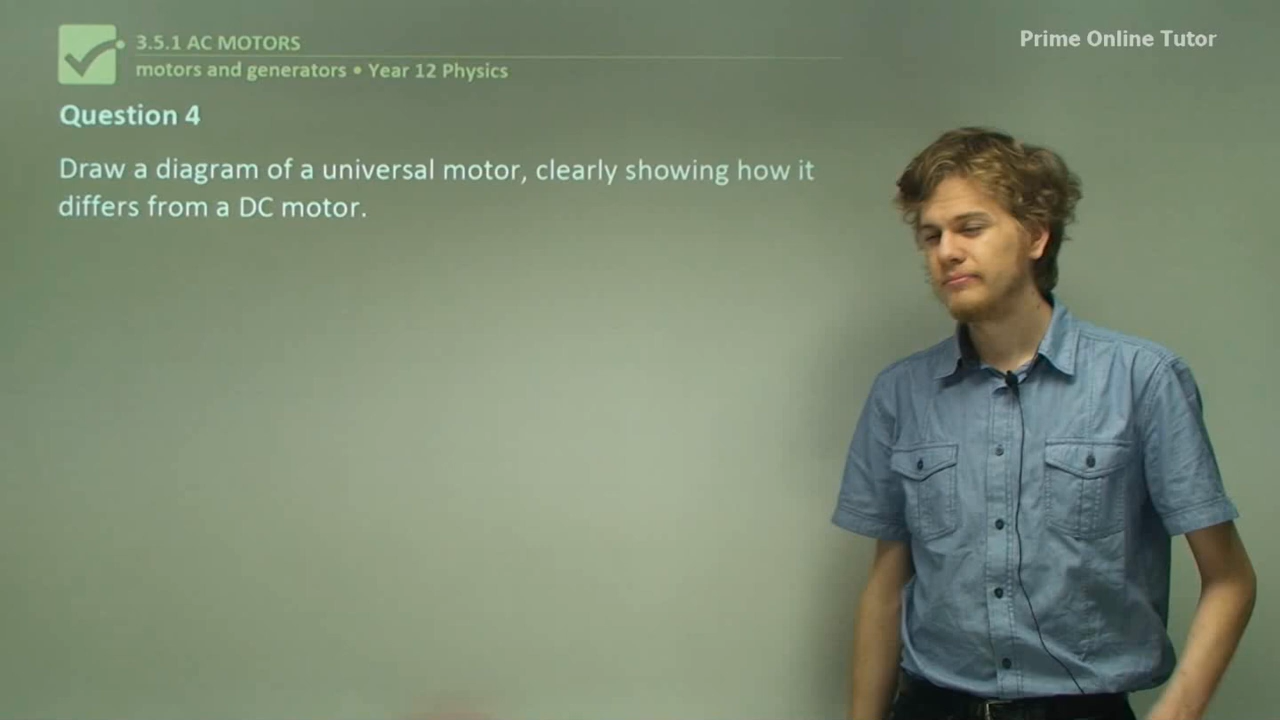 3.5.1 AC MOTORS
Prime Online Tutor
motors and generators • Year 12 Physics
Question 4
Draw a diagram of a universal motor, clearly showing how it
differs from a DC motor.